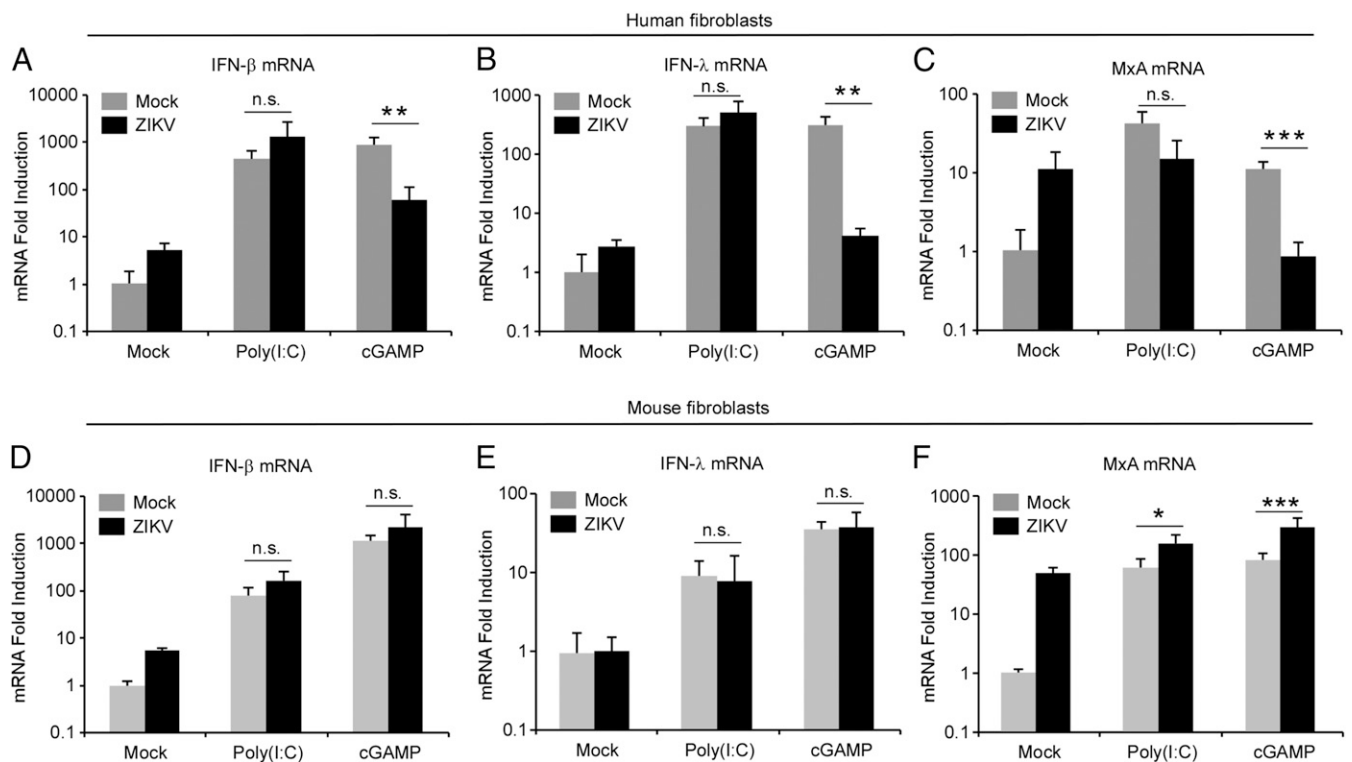 Human fibroblasts
A
IFN-β mRNA
mRNA Fold Induction
10000
1000
100
10
1
0.1
Mock
ZIKV
n.s.
**
Mock
Poly(I:C)
cGAMP
B
IFN-λ mRNA
mRNA Fold Induction
1000
100
10
1
0.1
Mock
ZIKV
n.s.
**
Mock
Poly(I:C)
cGAMP
C
MxA mRNA
mRNA Fold Induction
100
10
1
0.1
Mock
ZIKV
n.s.
***
Mock
Poly(I:C)
cGAMP
Mouse fibroblasts
D
IFN-β mRNA
mRNA Fold Induction
10000
1000
100
10
1
0.1
Mock
ZIKV
n.s.
n.s.
Mock
Poly(I:C)
cGAMP
E
IFN-λ mRNA
mRNA Fold Induction
100
10
1
0.1
Mock
ZIKV
n.s.
n.s.
Mock
Poly(I:C)
cGAMP
F
MxA mRNA
mRNA Fold Induction
1000
100
10
1
0.1
Mock
ZIKV
*
***
Mock
Poly(I:C)
cGAMP